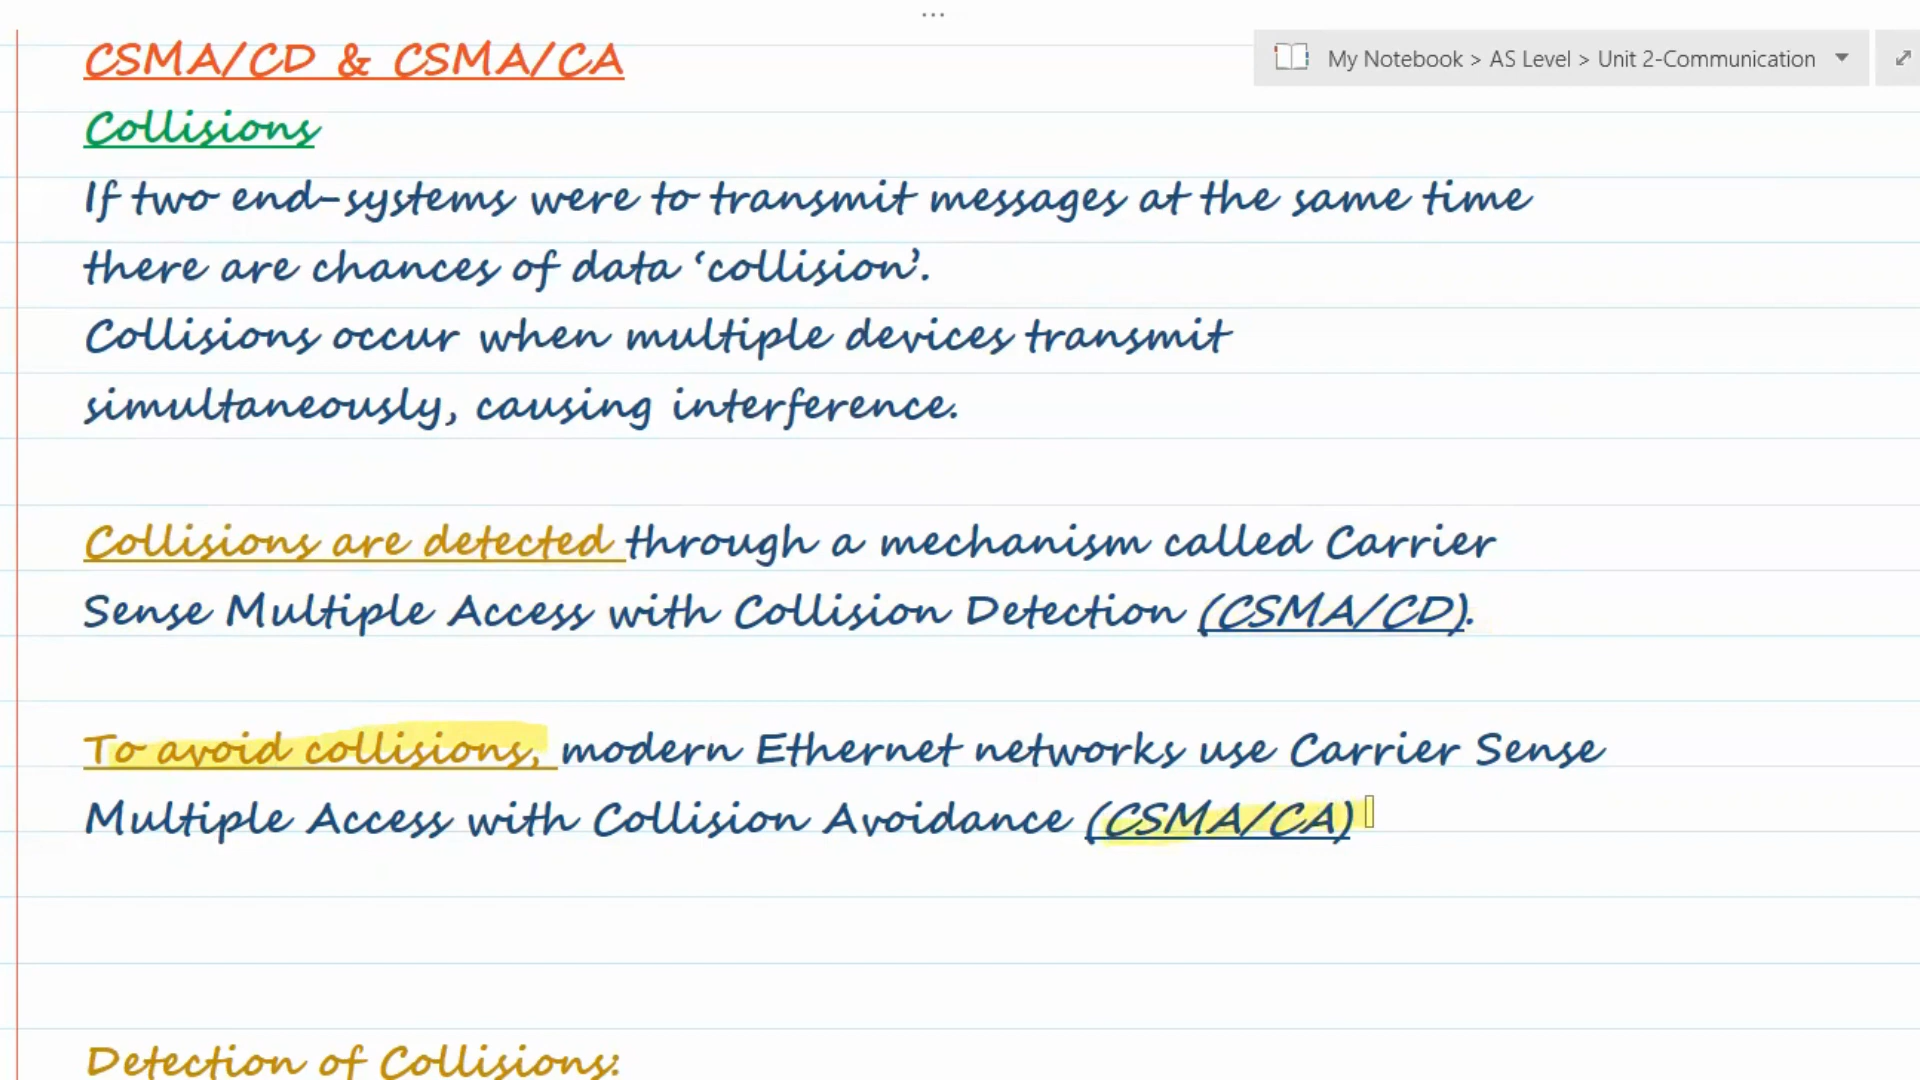 ...
CSMA/CD & CSMA/CA
My Notebook > AS Level > Unit 2-Communication
Collisions
If two end-systems were to transmit messages at the same time
there are chances of data ‘collision’.
Collisions occur when multiple devices transmit
simultaneously, causing interference.
Collisions are detected through a mechanism called Carrier
Sense Multiple Access with Collision Detection (CSMA/CD).
To avoid collisions, modern Ethernet networks use Carrier Sense
Multiple Access with Collision Avoidance (CSMA/CA)
Detection of Collisions: